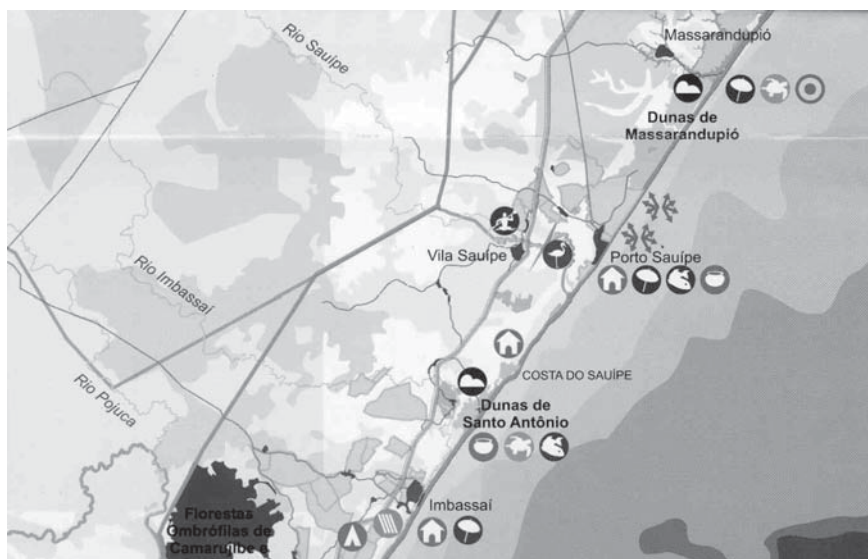 Massarandupió
Rio Sauípe
Dunas de
Massarandupió
Vila Sauípe
Porto Sauípe
Rio Imbassaí
COSTA DO SAUÍPE
Rio Pojuca
Dunas de
Santo Antônio
Imbassaí
Florestas
Ombrófilas de
Camarujibe e